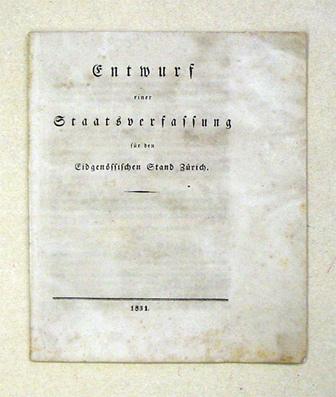 Entwurf
einer
Staatsverfassung
für den
Eidgenössischen Stand Zürich.
1831.